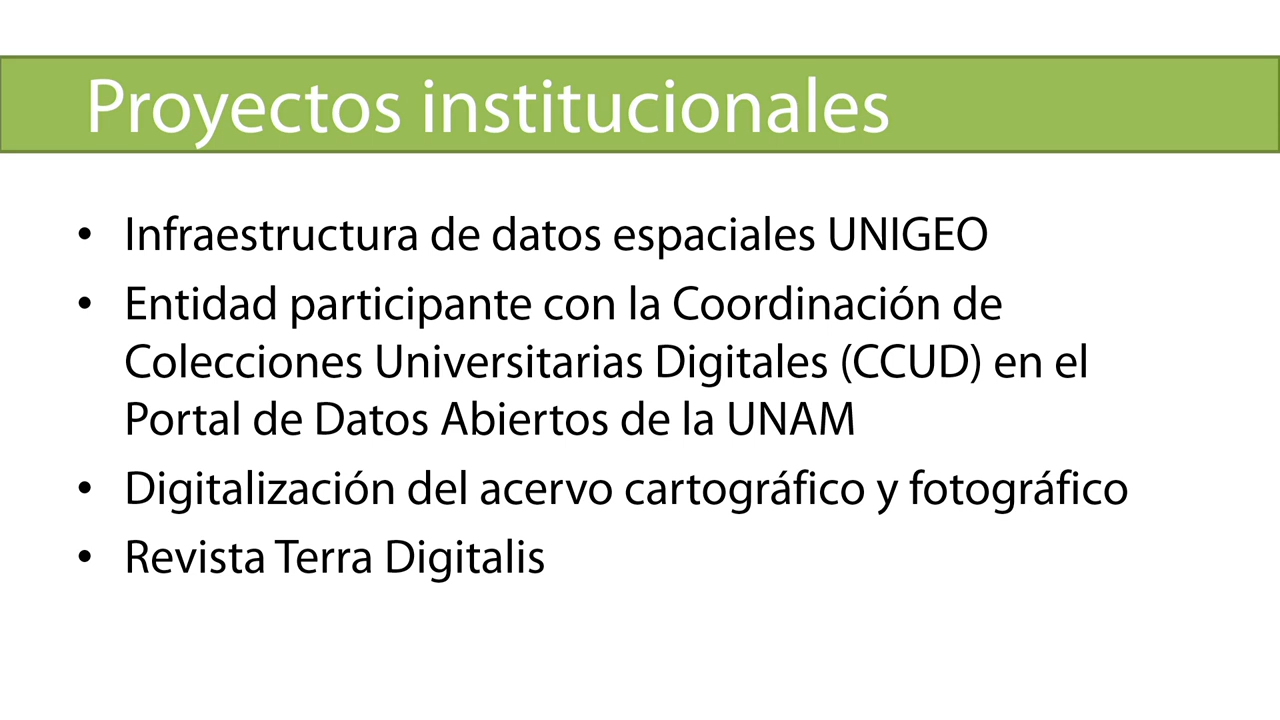 Proyectos institucionales
• Infraestructura de datos espaciales UNIGEO
• Entidad participante con la Coordinación de
Colecciones Universitarias Digitales (CCUD) en el
Portal de Datos Abiertos de la UNAM
• Digitalización del acervo cartográfico y fotográfico
• Revista Terra Digitalis